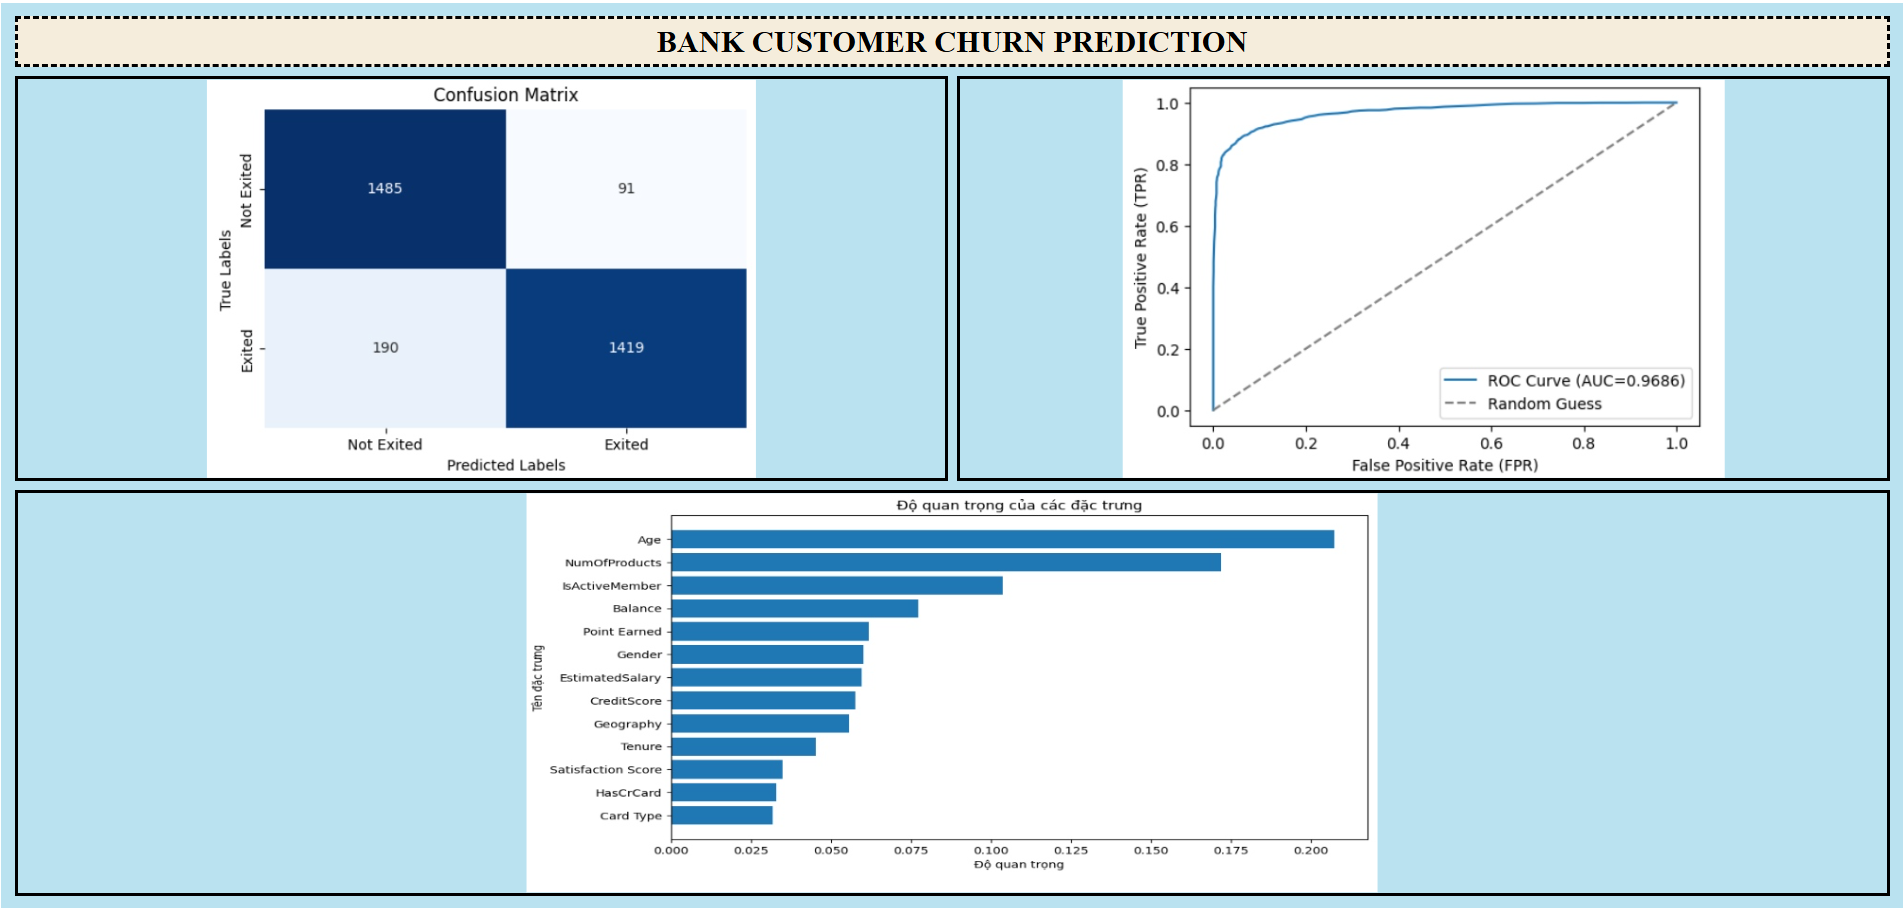 BANK CUSTOMER CHURN PREDICTION
Confusion Matrix
True Labels
Not Exited
Exited
1485
91
190
1419
Not Exited
Exited
Predicted Labels
True Positive Rate (TPR)
1.0
0.8
0.6
0.4
0.2
0.0
ROC Curve (AUC=0.9686)
Random Guess
0.0
0.2
0.4
0.6
0.8
1.0
False Positive Rate (FPR)
Độ quan trọng của các đặc trưng
Tên đặc trưng
Age
NumOfProducts
IsActiveMember
Balance
Point Earned
Gender
EstimatedSalary
CreditScore
Geography
Tenure
Satisfaction Score
HasCrCard
Card Type
0.000
0.025
0.050
0.075
0.100
0.125
0.150
0.175
0.200
Độ quan trọng